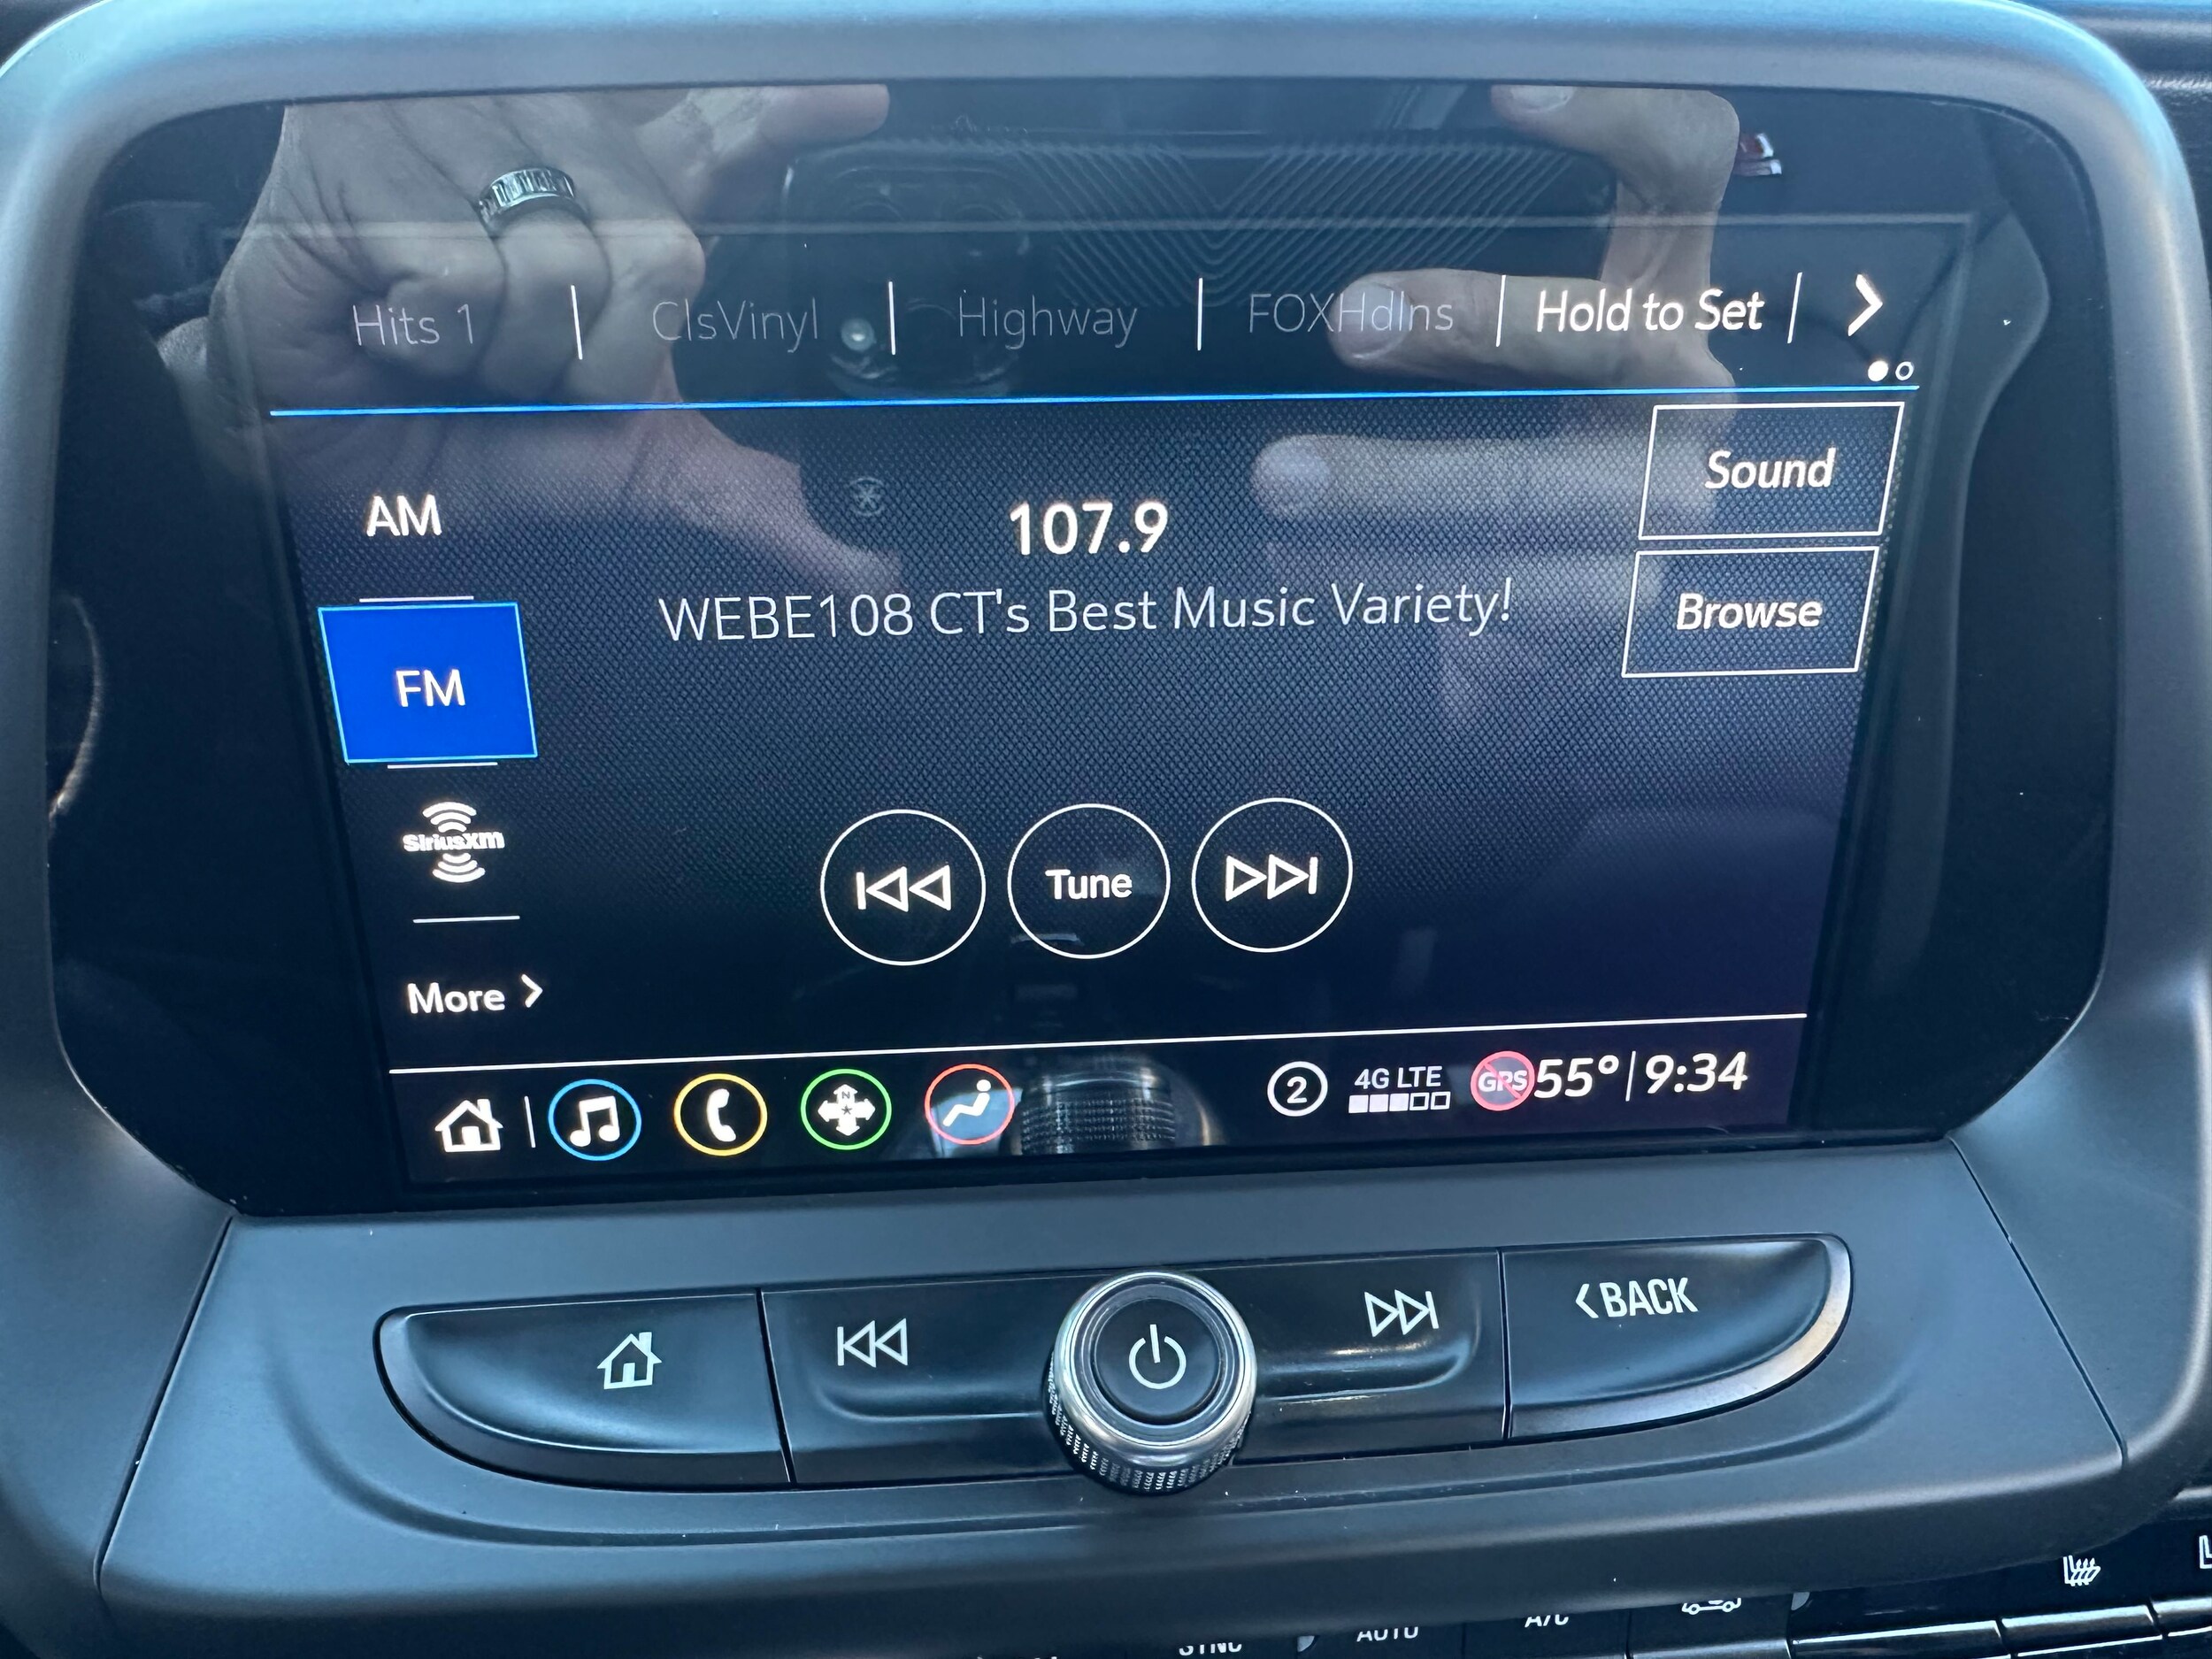 Hits 1 | ClsVinyl | Highway | FOXHdlns | Hold to Set |
Sound
AM
107.9
Browse
WEBE108 CT's Best Music Variety!
FM
SiriusXM
Tune
More
2 4G LTE GPS 55° | 9:34
N
BACK
SYNC AUTO A/C